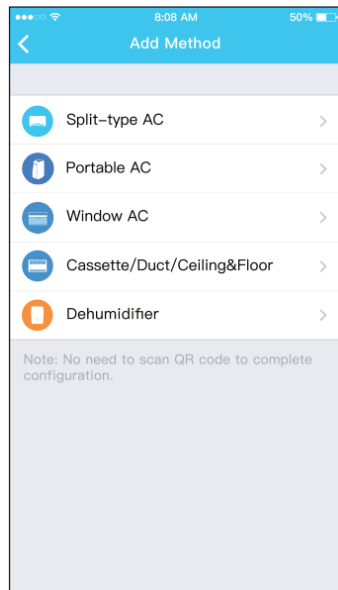 8:08 AM
50%
Add Method
Split-type AC
Portable AC
Window AC
Cassette/Duct/Ceiling&Floor
Dehumidifier
Note: No need to scan QR code to complete
configuration.